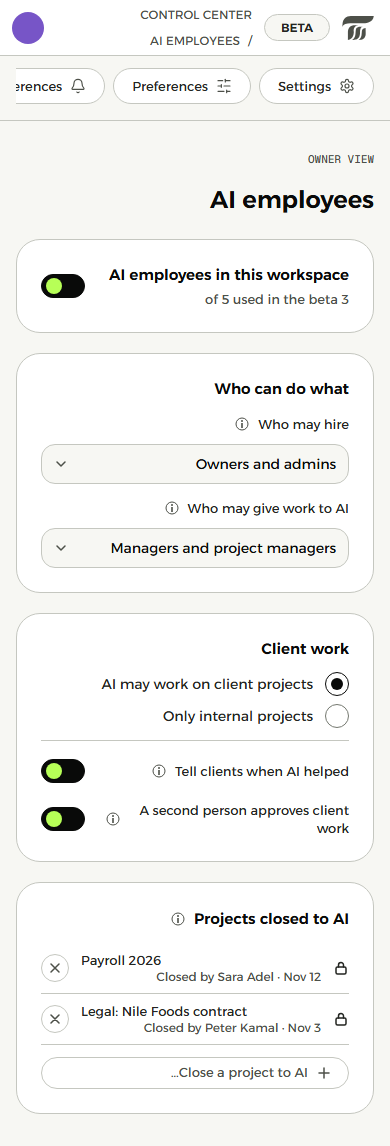 CONTROL CENTER
AI EMPLOYEES /
BETA
erences
Preferences
Settings
OWNER VIEW
AI employees
AI employees in this workspace
of 5 used in the beta 3
Who can do what
Who may hire
Owners and admins
Who may give work to AI
Managers and project managers
Client work
AI may work on client projects
Only internal projects
Tell clients when AI helped
A second person approves client
work
Projects closed to AI
Payroll 2026
Closed by Sara Adel · Nov 12
Legal: Nile Foods contract
Closed by Peter Kamal · Nov 3
...Close a project to AI